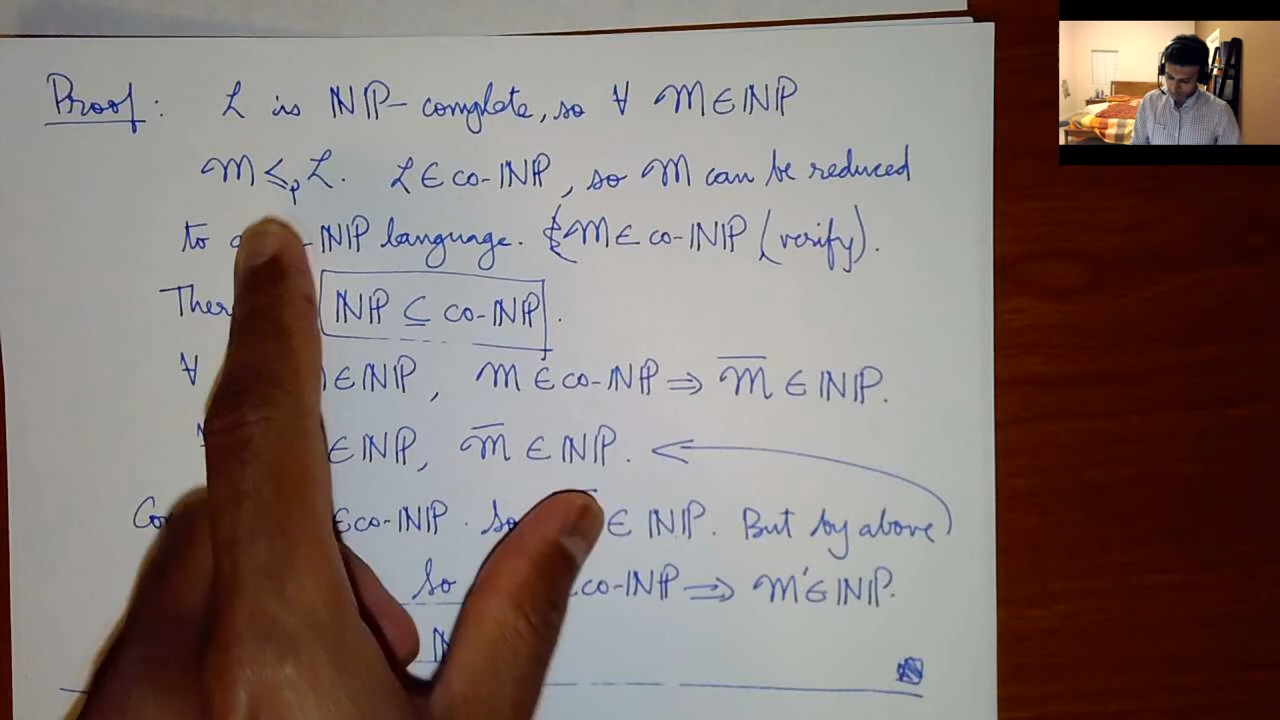 Proof: L is NP-complete, so ∀ M ∈ NP
M ≤p L. L ∈ co-NP, so M can be reduced
to NP language. & M ∈ co-NP (verify).
NP ⊆ co-NP.
∀ ∈ NP, M ∈ co-NP ⇒ M̅ ∈ NP.
∈ NP, M̅ ∈ NP.
∈ co-NP. So ∈ NP. But by above
So co-NP ⇒ M' ∈ NP.